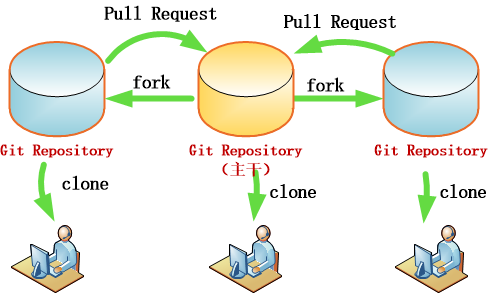 Pull Request
Pull Request
fork
fork
Git Repository
Git Repository
(主干)
Git Repository
clone
clone
clone